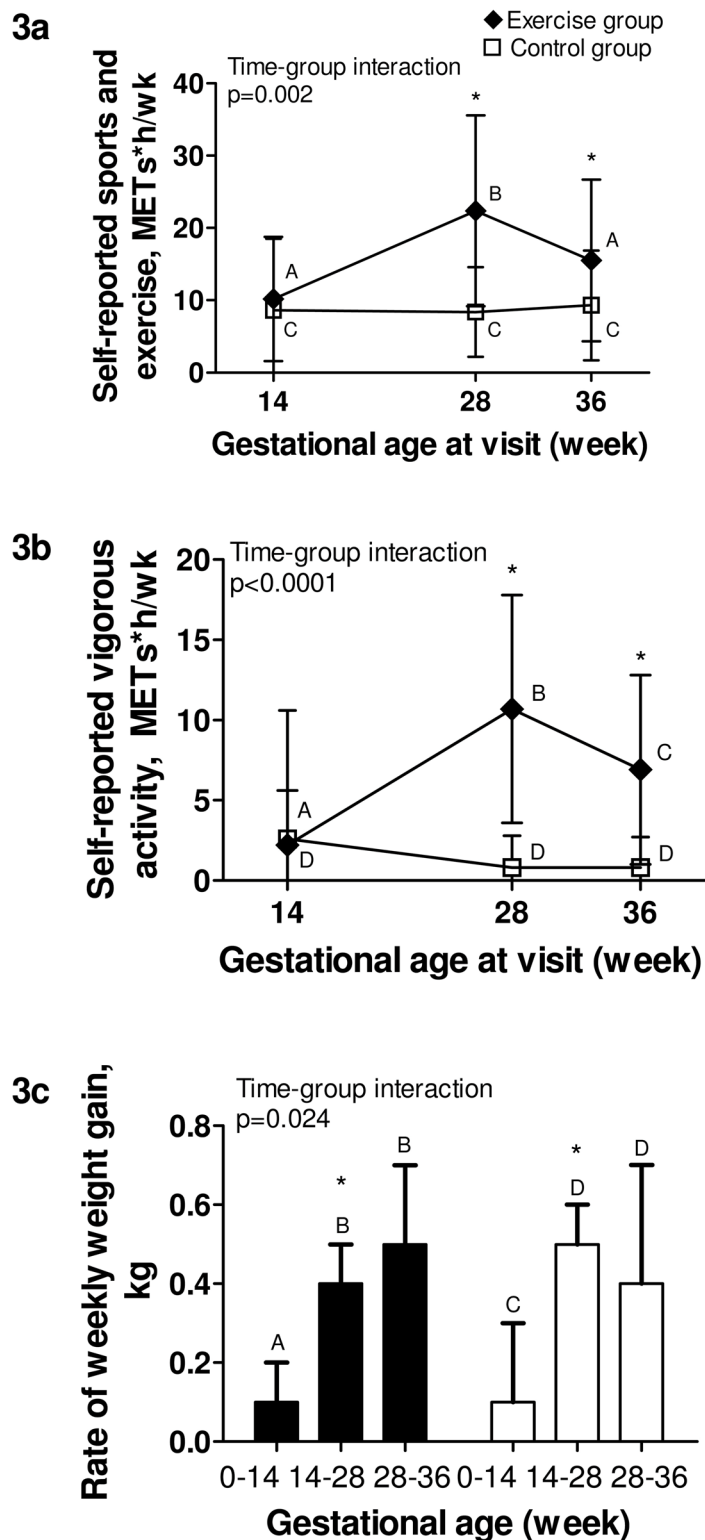 3a
Exercise group
Control group
Time-group interaction
p=0.002
Self-reported sports and
exercise, METs*h/wk
40
30
20
10
0
*
*
A
B
A
C
C
C
14 28 36
Gestational age at visit (week)
3b
Time-group interaction
p<0.0001
Self-reported vigorous
activity, METs*h/wk
20
15
10
5
0
*
*
A
B
C
D
D
D
14 28 36
Gestational age at visit (week)
3c
Time-group interaction
p=0.024
Rate of weekly weight gain,
kg
0.8
0.6
0.4
0.2
0.0
A
*
B
B
C
*
D
D
0-14 14-28 28-36 0-14 14-28 28-36
Gestational age (week)